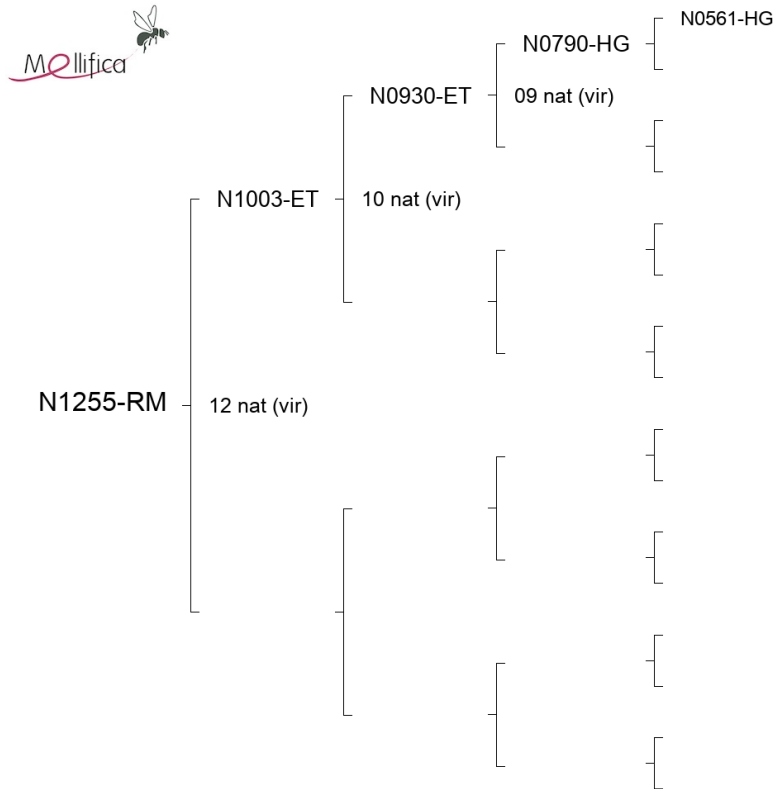 N0561-HG
N0790-HG
Mellifica
N0930-ET
09 nat (vir)
N1003-ET
10 nat (vir)
N1255-RM
12 nat (vir)